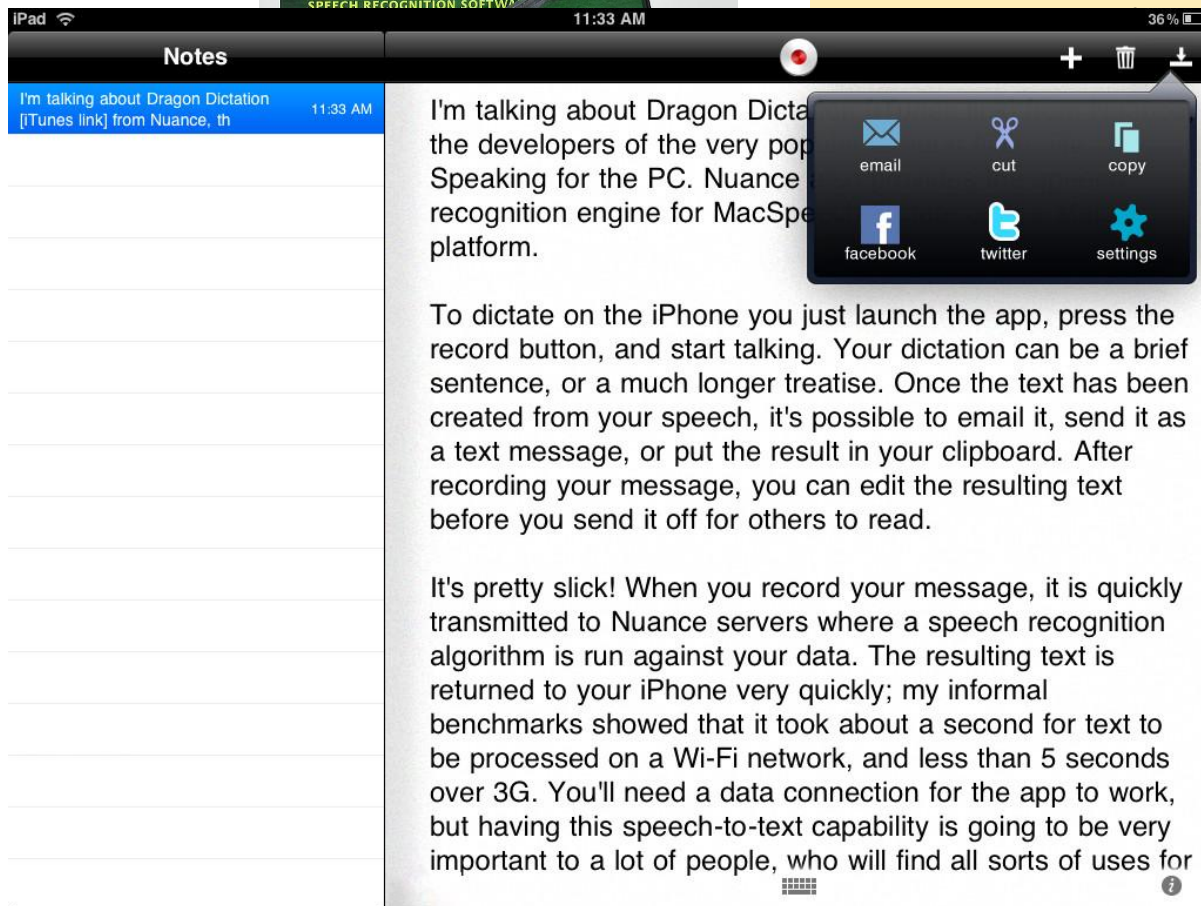 SPEECH RECOGNITION
iPad
11:33 AM
36%
Notes
I'm talking about Dragon Dictation
[iTunes link] from Nuance, th
11:33 AM
I'm talking about Dragon Dicta
the developers of the very pop
Speaking for the PC. Nuance
recognition engine for MacSpe
platform.
email
cut
copy
facebook
twitter
settings
To dictate on the iPhone you just launch the app, press the
record button, and start talking. Your dictation can be a brief
sentence, or a much longer treatise. Once the text has been
created from your speech, it's possible to email it, send it as
a text message, or put the result in your clipboard. After
recording your message, you can edit the resulting text
before you send it off for others to read.
It's pretty slick! When you record your message, it is quickly
transmitted to Nuance servers where a speech recognition
algorithm is run against your data. The resulting text is
returned to your iPhone very quickly; my informal
benchmarks showed that it took about a second for text to
be processed on a Wi-Fi network, and less than 5 seconds
over 3G. You'll need a data connection for the app to work,
but having this speech-to-text capability is going to be very
important to a lot of people, who will find all sorts of uses for